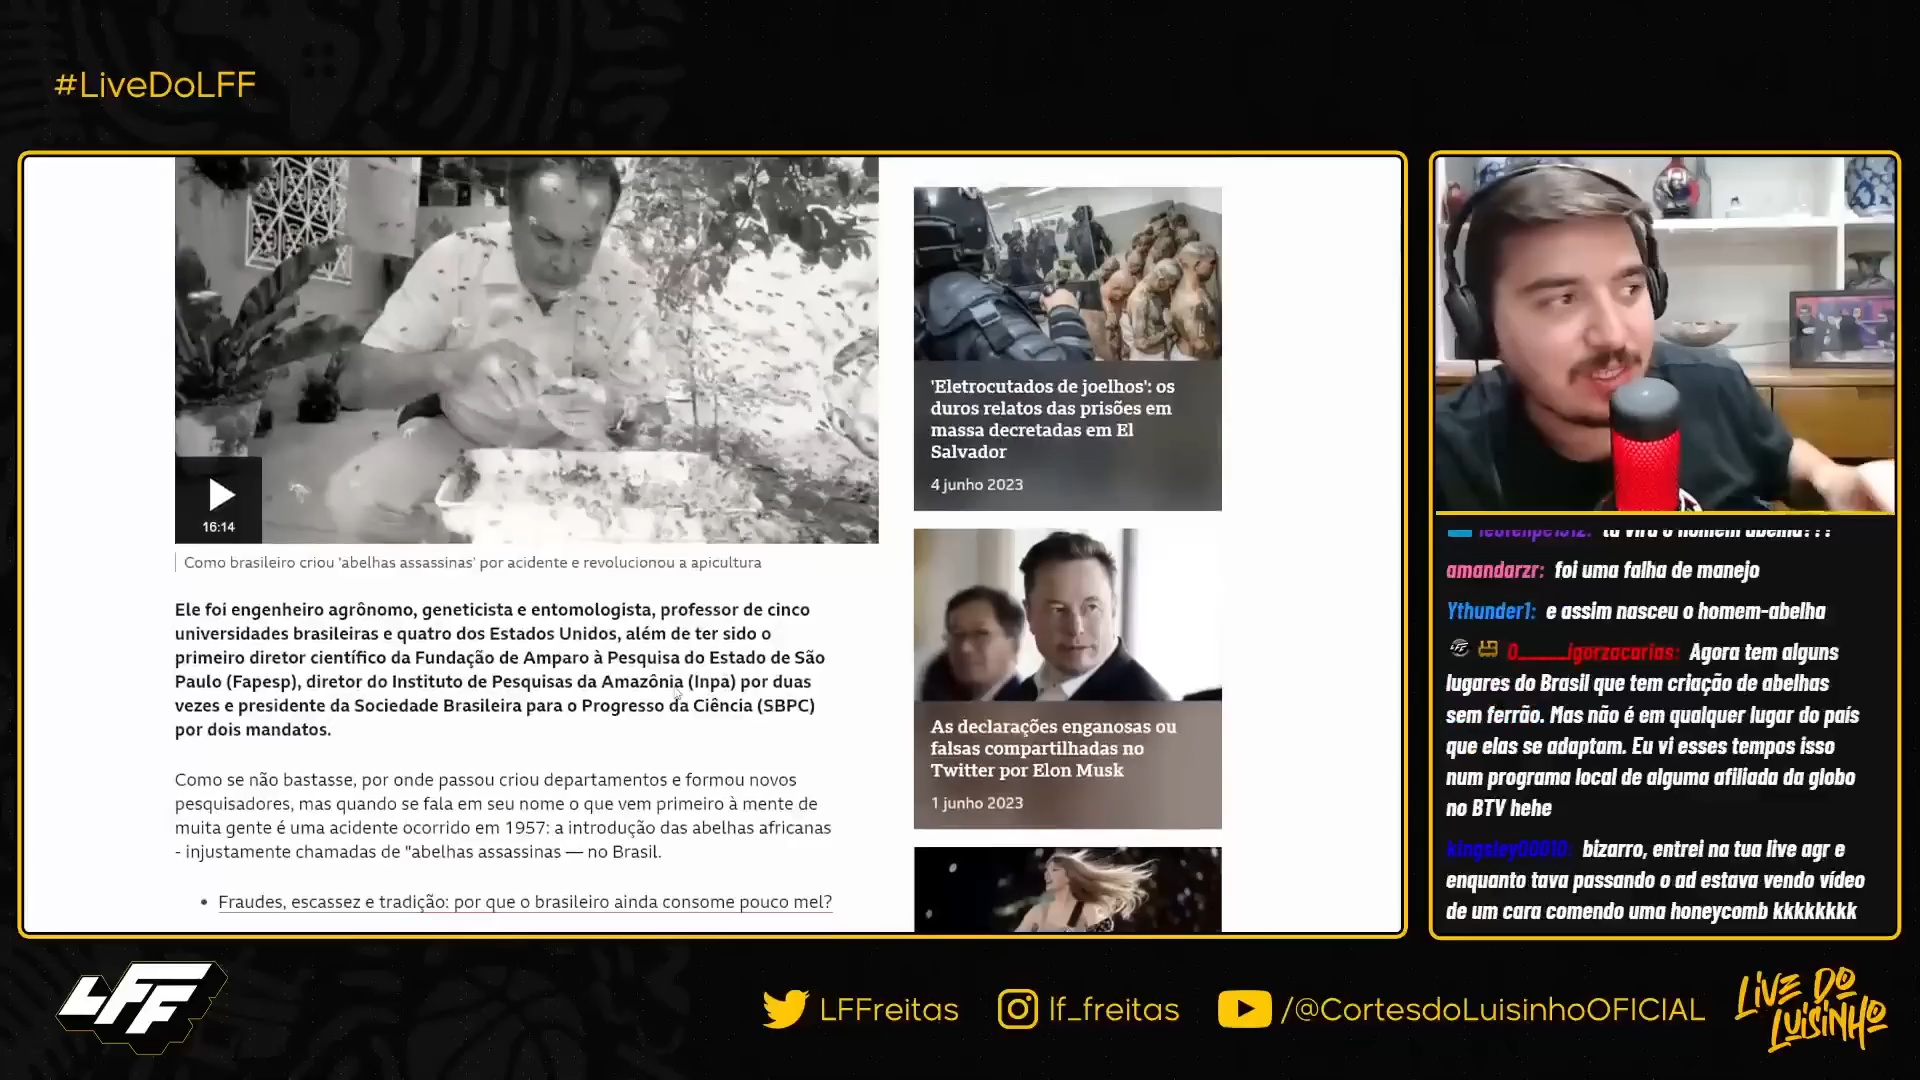 #LiveDoLFF
16:14
Como brasileiro criou 'abelhas assassinas' por acidente e revolucionou a apicultura
Ele foi engenheiro agrônomo, geneticista e entomologista, professor de cinco
universidades brasileiras e quatro dos Estados Unidos, além de ter sido o
primeiro diretor científico da Fundação de Amparo à Pesquisa do Estado de São
Paulo (Fapesp), diretor do Instituto de Pesquisas da Amazônia (Inpa) por duas
vezes e presidente da Sociedade Brasileira para o Progresso da Ciência (SBPC)
por dois mandatos.
Como se não bastasse, por onde passou criou departamentos e formou novos
pesquisadores, mas quando se fala em seu nome o que vem primeiro à mente de
muita gente é uma acidente ocorrido em 1957: a introdução das abelhas africanas
- injustamente chamadas de "abelhas assassinas — no Brasil.
• Fraudes, escassez e tradição: por que o brasileiro ainda consome pouco mel?
'Eletrocutados de joelhos': os
duros relatos das prisões em
massa decretadas em El
Salvador
4 junho 2023
As declarações enganosas ou
falsas compartilhadas no
Twitter por Elon Musk
1 junho 2023
amandarzr: foi uma falha de manejo
Ythunder1: e assim nasceu o homem-abelha
igorzacarias: Agora tem alguns
lugares do Brasil que tem criação de abelhas
sem ferrão. Mas não é em qualquer lugar do país
que elas se adaptam. Eu vi esses tempos isso
num programa local de alguma afiliada da globo
no BTV hehe
kingsley00010: bizarro, entrei na tua live agr e
enquanto tava passando o ad estava vendo vídeo
de um cara comendo uma honeycomb kkkkkkkk
LFF
LFFreitas
lf_freitas
/@CortesdoLuisinhoOFICIAL
LIVE DO
LUISINHO